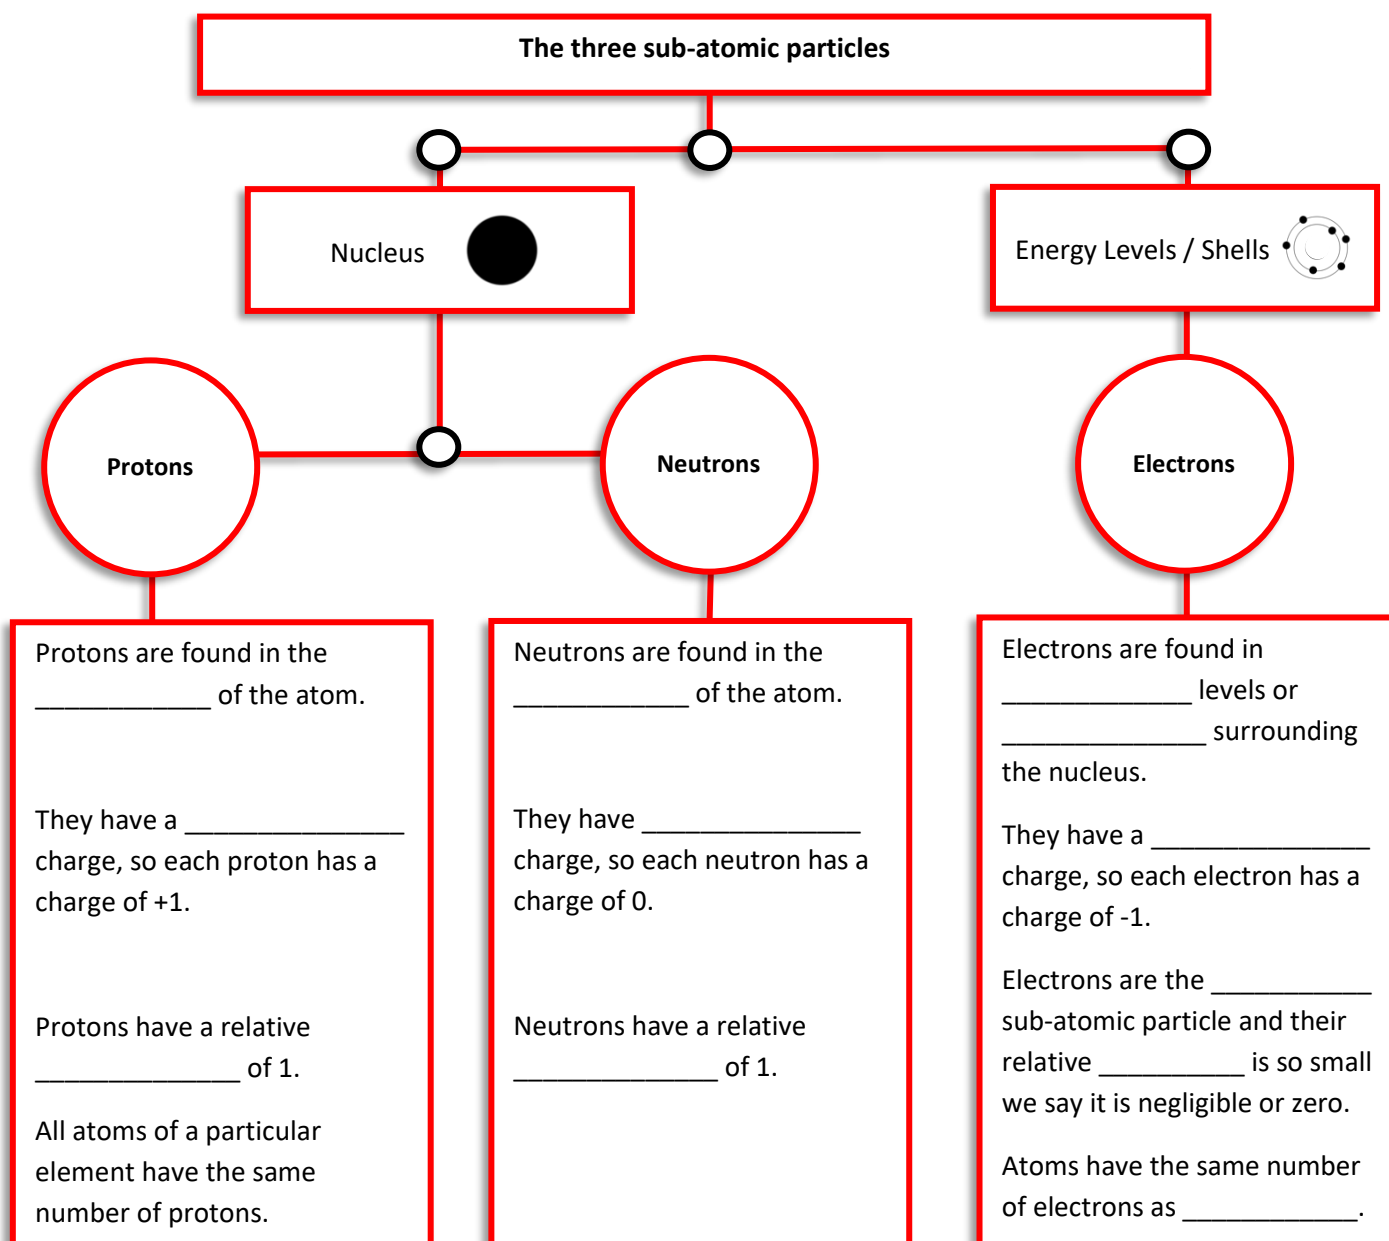 The three sub-atomic particles
Nucleus
Energy Levels / Shells
Protons
Neutrons
Electrons
Protons are found in the
____________ of the atom.
They have a _______________
charge, so each proton has a
charge of +1.
Protons have a relative
______________ of 1.
All atoms of a particular
element have the same
number of protons.
Neutrons are found in the
____________ of the atom.
They have _______________
charge, so each neutron has a
charge of 0.
Neutrons have a relative
______________ of 1.
Electrons are found in
_____________ levels or
______________ surrounding
the nucleus.
They have a _______________
charge, so each electron has a
charge of -1.
Electrons are the ___________
sub-atomic particle and their
relative __________ is so small
we say it is negligible or zero.
Atoms have the same number
of electrons as ____________.